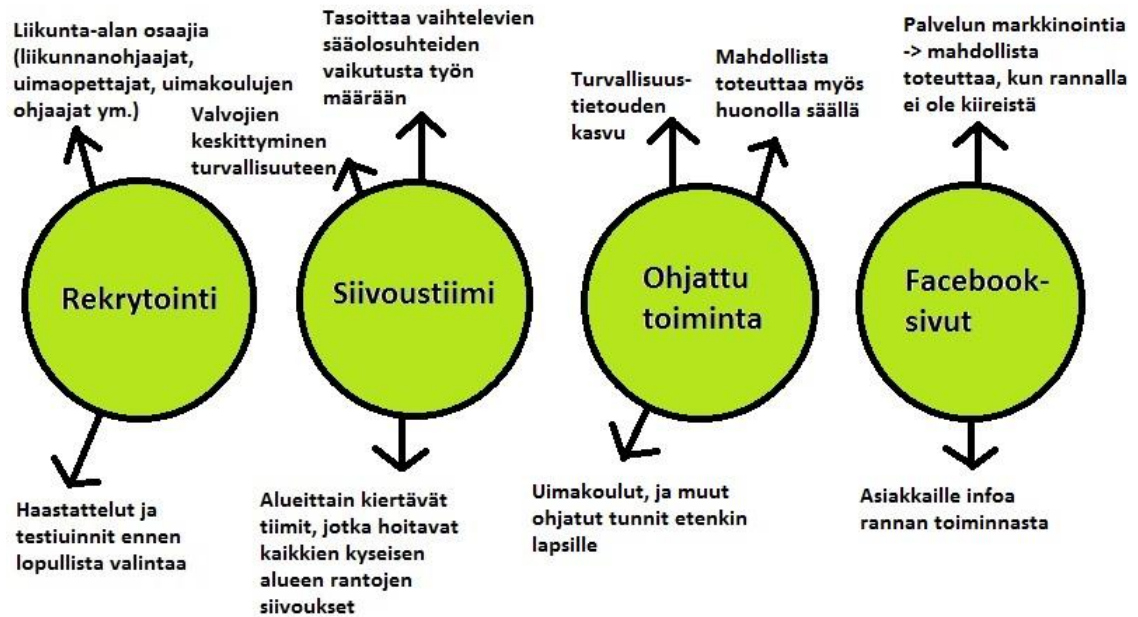 Liikunta-alan osaajia
(liikunnanohjaajat,
uimaopettajat, uimakoulujen
ohjaajat ym.)
Rekrytointi
Haastattelut ja
testiuinnit ennen
lopullista valintaa
Valvojien
keskittyminen
turvallisuuteen
Tasoittaa vaihtelevien
sääolosuhteiden
vaikutusta työn
määrään
Siivoustiimi
Alueittain kiertävät
tiimit, jotka hoitavat
kaikkien kyseisen
alueen rantojen
siivoukset
Turvallisuus-
tietouden
kasvu
Mahdollista
toteuttaa myös
huonolla säällä
Ohjattu
toiminta
Uimakoulut, ja muut
ohjatut tunnit etenkin
lapsille
Palvelun markkinointia
-> mahdollista
toteuttaa, kun rannalla
ei ole kiireistä
Facebook-
sivut
Asiakkaille infoa
rannan toiminnasta